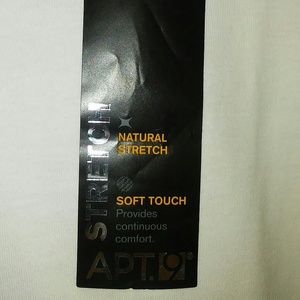 STRETCH
NATURAL
STRETCH
SOFT TOUCH
Provides
continuous
comfort.
APT. 9